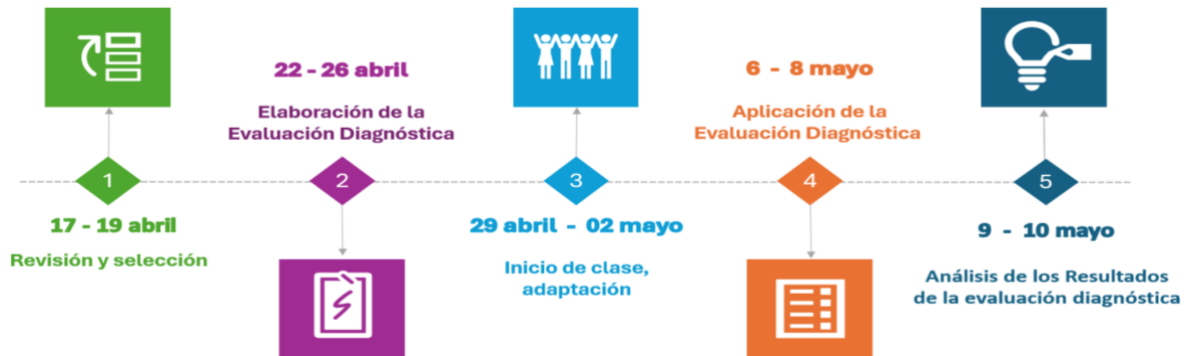 1
17 - 19 abril
Revisión y selección
22 - 26 abril
Elaboración de la
Evaluación Diagnóstica
2
3
29 abril - 02 mayo
Inicio de clase,
adaptación
6 - 8 mayo
Aplicación de la
Evaluación Diagnóstica
4
5
9 - 10 mayo
Análisis de los Resultados
de la evaluación diagnóstica